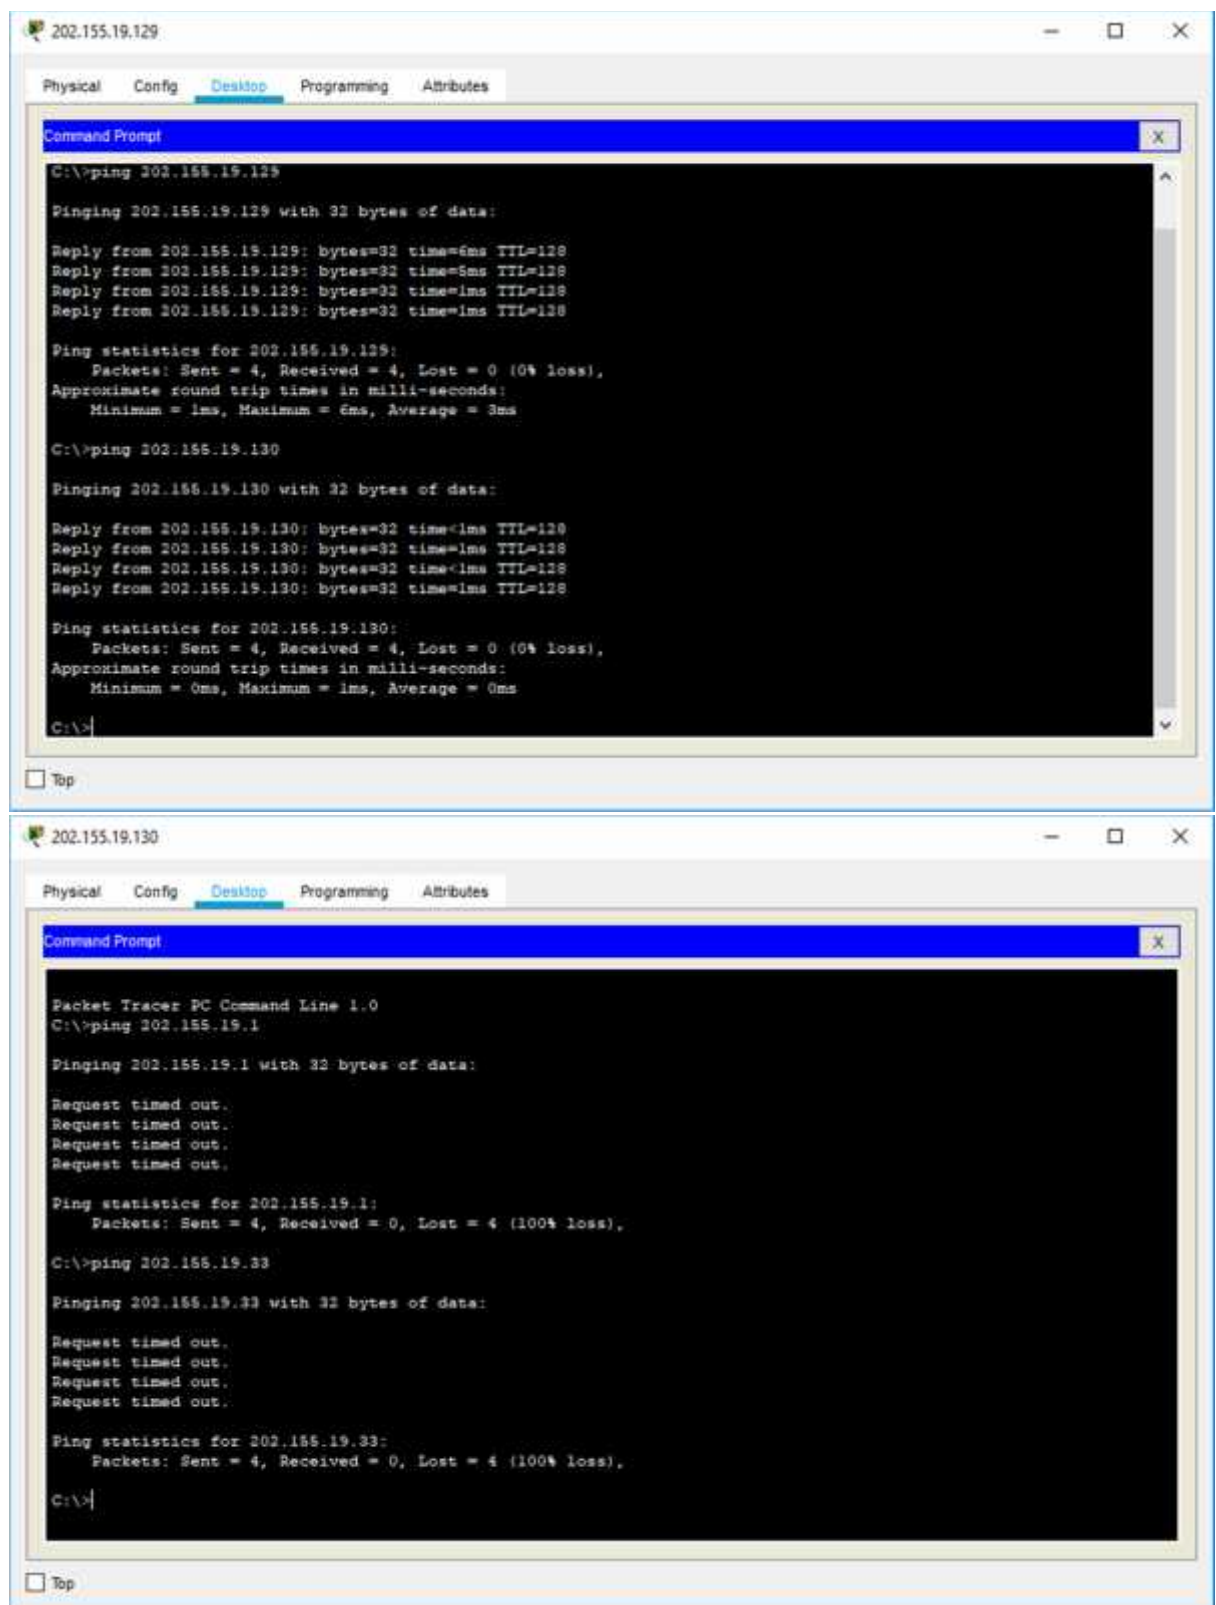 202.155.19.129
Physical Config Desktop Programming Attributes
Command Prompt X
C:\>ping 202.155.19.129
Pinging 202.155.19.129 with 32 bytes of data:
Reply from 202.155.19.129: bytes=32 time=6ms TTL=128
Reply from 202.155.19.129: bytes=32 time=5ms TTL=128
Reply from 202.155.19.129: bytes=32 time=1ms TTL=128
Reply from 202.155.19.129: bytes=32 time=1ms TTL=128
Ping statistics for 202.155.19.129:
Packets: Sent = 4, Received = 4, Lost = 0 (0% loss),
Approximate round trip times in milli-seconds:
Minimum = 1ms, Maximum = 6ms, Average = 3ms
C:\>ping 202.155.19.130
Pinging 202.155.19.130 with 32 bytes of data:
Reply from 202.155.19.130: bytes=32 time<1ms TTL=128
Reply from 202.155.19.130: bytes=32 time=1ms TTL=128
Reply from 202.155.19.130: bytes=32 time<1ms TTL=128
Reply from 202.155.19.130: bytes=32 time=1ms TTL=128
Ping statistics for 202.155.19.130:
Packets: Sent = 4, Received = 4, Lost = 0 (0% loss),
Approximate round trip times in milli-seconds:
Minimum = 0ms, Maximum = 1ms, Average = 0ms
C:\>
Top
202.155.19.130
Physical Config Desktop Programming Attributes
Command Prompt X
Packet Tracer PC Command Line 1.0
C:\>ping 202.155.19.1
Pinging 202.155.19.1 with 32 bytes of data:
Request timed out.
Request timed out.
Request timed out.
Request timed out.
Ping statistics for 202.155.19.1:
Packets: Sent = 4, Received = 0, Lost = 4 (100% loss),
C:\>ping 202.155.19.33
Pinging 202.155.19.33 with 32 bytes of data:
Request timed out.
Request timed out.
Request timed out.
Request timed out.
Ping statistics for 202.155.19.33:
Packets: Sent = 4, Received = 0, Lost = 4 (100% loss),
C:\>
Top